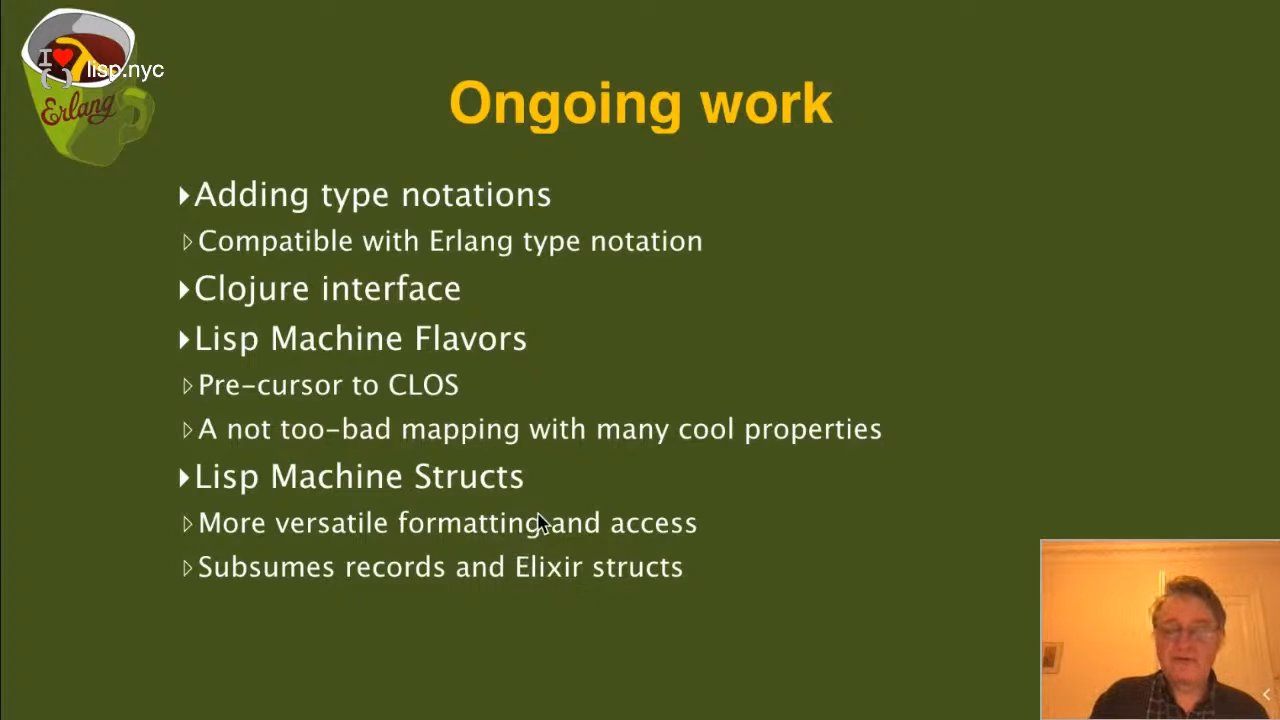 I ❤
( ) lisp.nyc
Erlang
Ongoing work
Adding type notations
Compatible with Erlang type notation
Clojure interface
Lisp Machine Flavors
Pre-cursor to CLOS
A not too-bad mapping with many cool properties
Lisp Machine Structs
More versatile formatting and access
Subsumes records and Elixir structs